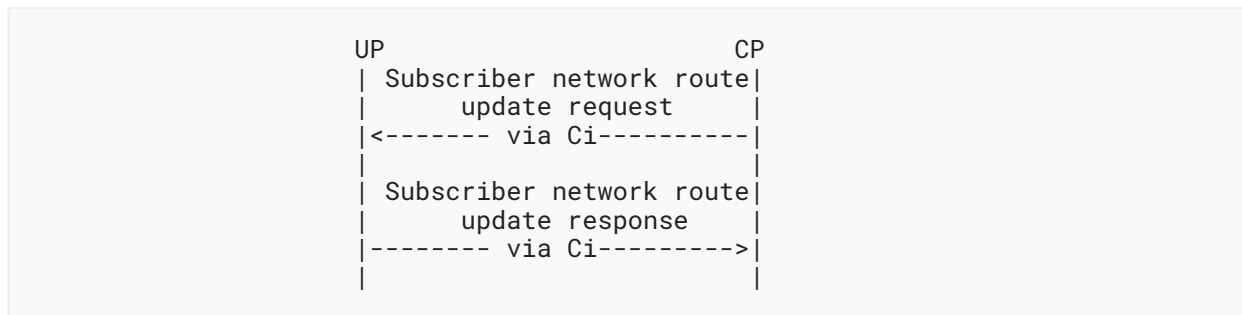 UP                       CP
| Subscriber network route|
|      update request     |
|<------- via Ci----------|
|                         |
| Subscriber network route|
|      update response    |
|-------- via Ci--------->|
|                         |